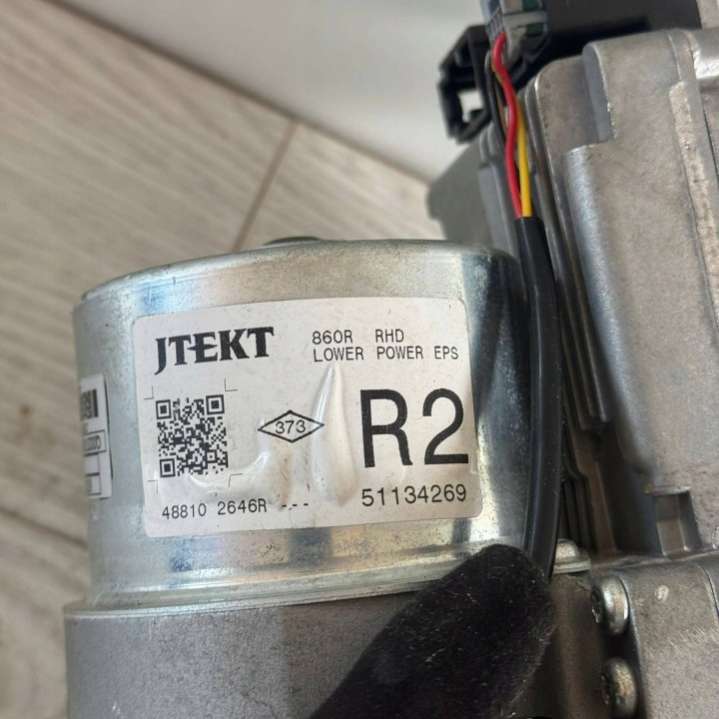 JTEKT
860R RHD
LOWER POWER EPS
373
R2
48810 2646R ---
51134269